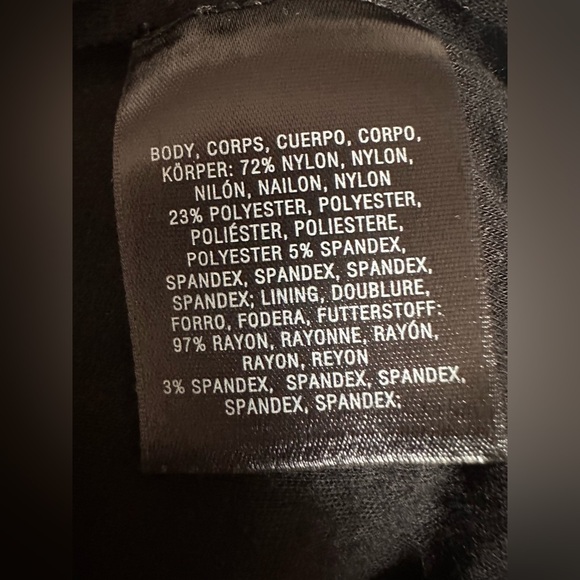 BODY, CORPS, CUERPO, CORPO,
KÖRPER: 72% NYLON, NYLON,
NILÓN, NAILON, NYLON
23% POLYESTER, POLYESTER,
POLIÉSTER, POLIESTERE,
POLYESTER 5% SPANDEX,
SPANDEX, SPANDEX, SPANDEX,
SPANDEX; LINING, DOUBLURE,
FORRO, FODERA, FUTTERSTOFF:
97% RAYON, RAYONNE, RAYÓN,
RAYON, REYON
3% SPANDEX, SPANDEX, SPANDEX,
SPANDEX, SPANDEX;